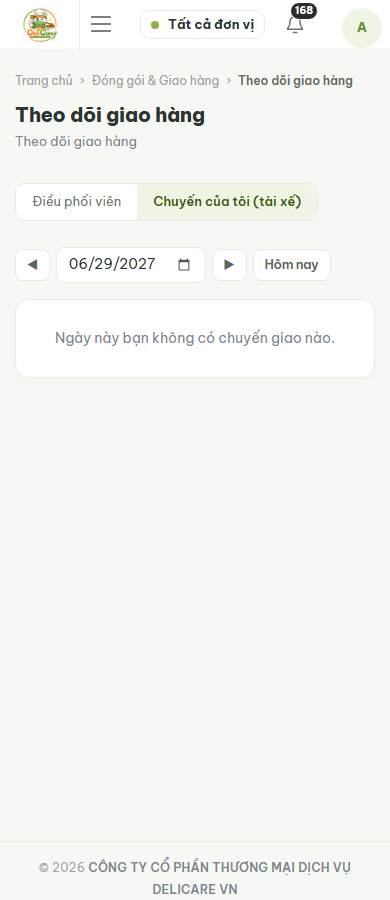 Tất cả đơn vị
168
A
Trang chủ > Đóng gói & Giao hàng > Theo dõi giao hàng
Theo dõi giao hàng
Theo dõi giao hàng
Điều phối viên
Chuyến của tôi (tài xế)
◀ 06/29/2027 ▶ Hôm nay
Ngày này bạn không có chuyến giao nào.
© 2026 CÔNG TY CỔ PHẦN THƯƠNG MẠI DỊCH VỤ
DELICARE VN